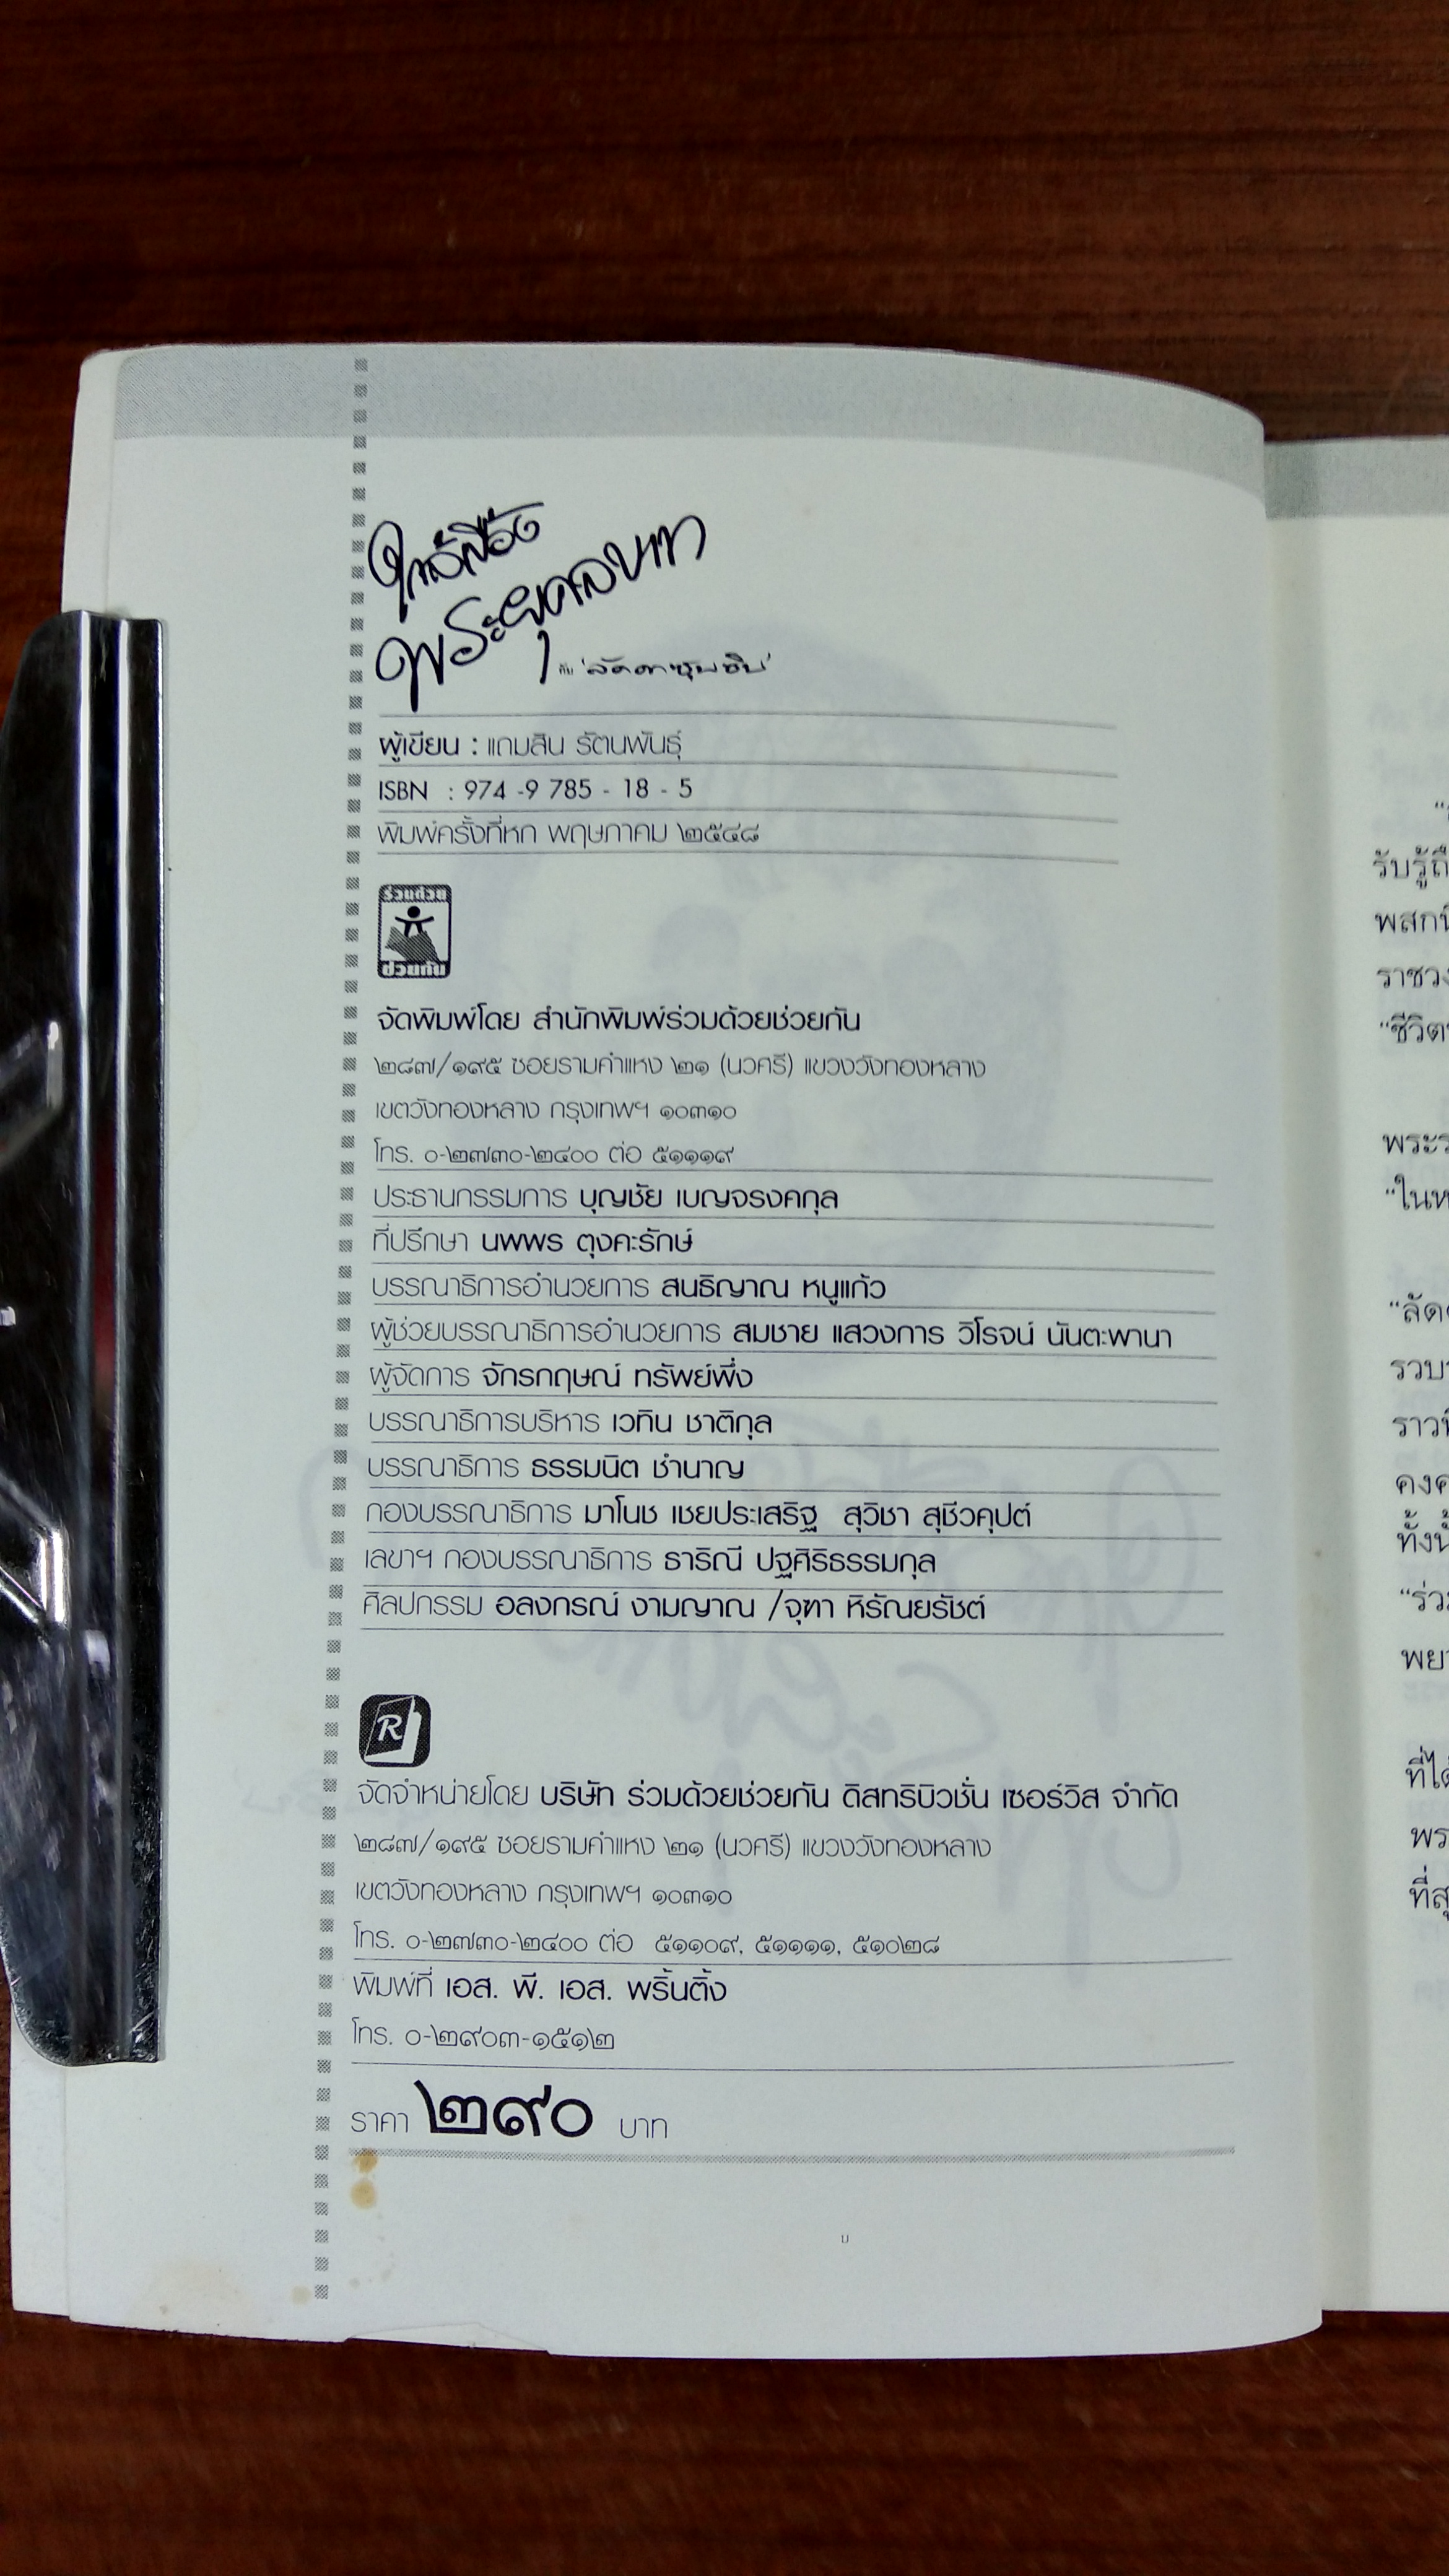 ใกล้เบื้อง
พระยุคลบาท
กับ 'ลัดดาซุบซิบ'
ผู้เขียน : แถมสิน รัตนพันธุ์
ISBN : 974 -9 785 - 18 - 5
พิมพ์ครั้งที่หก พฤษภาคม ๒๕๔๘
จัดพิมพ์โดย สำนักพิมพ์ร่วมด้วยช่วยกัน
๒๘๗/๑๙๕ ซอยรามคำแหง ๒๑ (นวศรี) แขวงวังทองหลาง
เขตวังทองหลาง กรุงเทพฯ ๑๐๓๑๐
โทร. ๐-๒๗๓๐-๒๔๐๐ ต่อ ๕๑๑๑๙
ประธานกรรมการ บุญชัย เบญจรงคกุล
ที่ปรึกษา นพพร ตุงคะรักษ์
บรรณาธิการอำนวยการ สนธิญาณ หนูแก้ว
ผู้ช่วยบรรณาธิการอำนวยการ สมชาย แสวงการ วิโรจน์ นันตะพานา
ผู้จัดการ จักรกฤษณ์ ทรัพย์พึ่ง
บรรณาธิการบริหาร เวทิน ชาติกุล
บรรณาธิการ ธรรมนิต ชำนาญ
กองบรรณาธิการ มาโนช เชยประเสริฐ สุวิชา สุชีวคุปต์
เลขาฯ กองบรรณาธิการ ธาริณี ปฐศิริธรรมกุล
ศิลปกรรม อลงกรณ์ งามญาณ /จุฑา หิรัณยรัชต์
R
จัดจำหน่ายโดย บริษัท ร่วมด้วยช่วยกัน ดิสทริบิวชั่น เซอร์วิส จำกัด
๒๘๗/๑๙๕ ซอยรามคำแหง ๒๑ (นวศรี) แขวงวังทองหลาง
เขตวังทองหลาง กรุงเทพฯ ๑๐๓๑๐
โทร. ๐-๒๗๓๐-๒๔๐๐ ต่อ ๕๑๑๐๙, ๕๑๑๑๑, ๕๑๐๒๘
พิมพ์ที่ เอส. พี. เอส. พริ้นติ้ง
โทร. ๐-๒๙๐๓-๑๕๑๒
ราคา ๒๙๐ บาท
ข
รับรู้ถึ
พสกนิ
ราชวง
"ชีวิต
พระร
"ในห
"ลัด
รวบ
ราว
คงค
ทั้งนี้
"ร่ว
พยา
ที่ได้
พร
ที่สุ